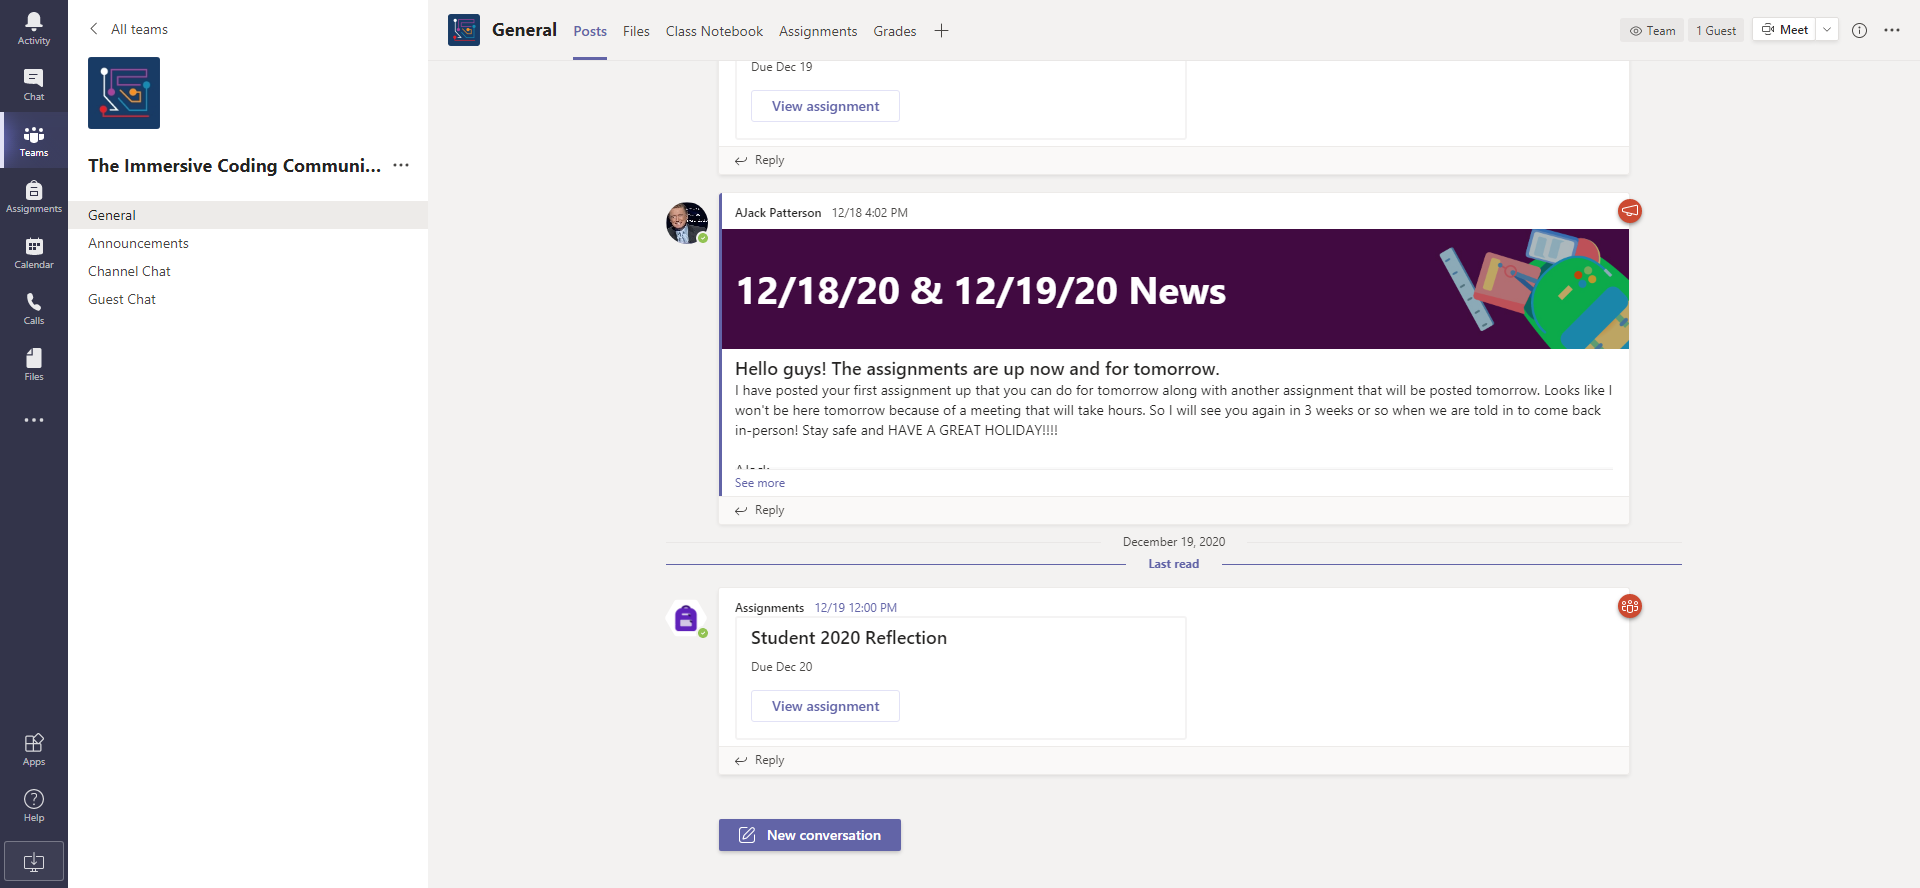 Activity
Chat
Teams
Assignments
Calendar
Calls
Files
Apps
Help
All teams
The Immersive Coding Communi...
General
Announcements
Channel Chat
Guest Chat
General Posts Files Class Notebook Assignments Grades
Team 1 Guest Meet
Due Dec 19
View assignment
Reply
AJack Patterson 12/18 4:02 PM
12/18/20 & 12/19/20 News
Hello guys! The assignments are up now and for tomorrow.
I have posted your first assignment up that you can do for tomorrow along with another assignment that will be posted tomorrow. Looks like I
won't be here tomorrow because of a meeting that will take hours. So I will see you again in 3 weeks or so when we are told in to come back
in-person! Stay safe and HAVE A GREAT HOLIDAY!!!!
See more
Reply
December 19, 2020
Last read
Assignments 12/19 12:00 PM
Student 2020 Reflection
Due Dec 20
View assignment
Reply
New conversation